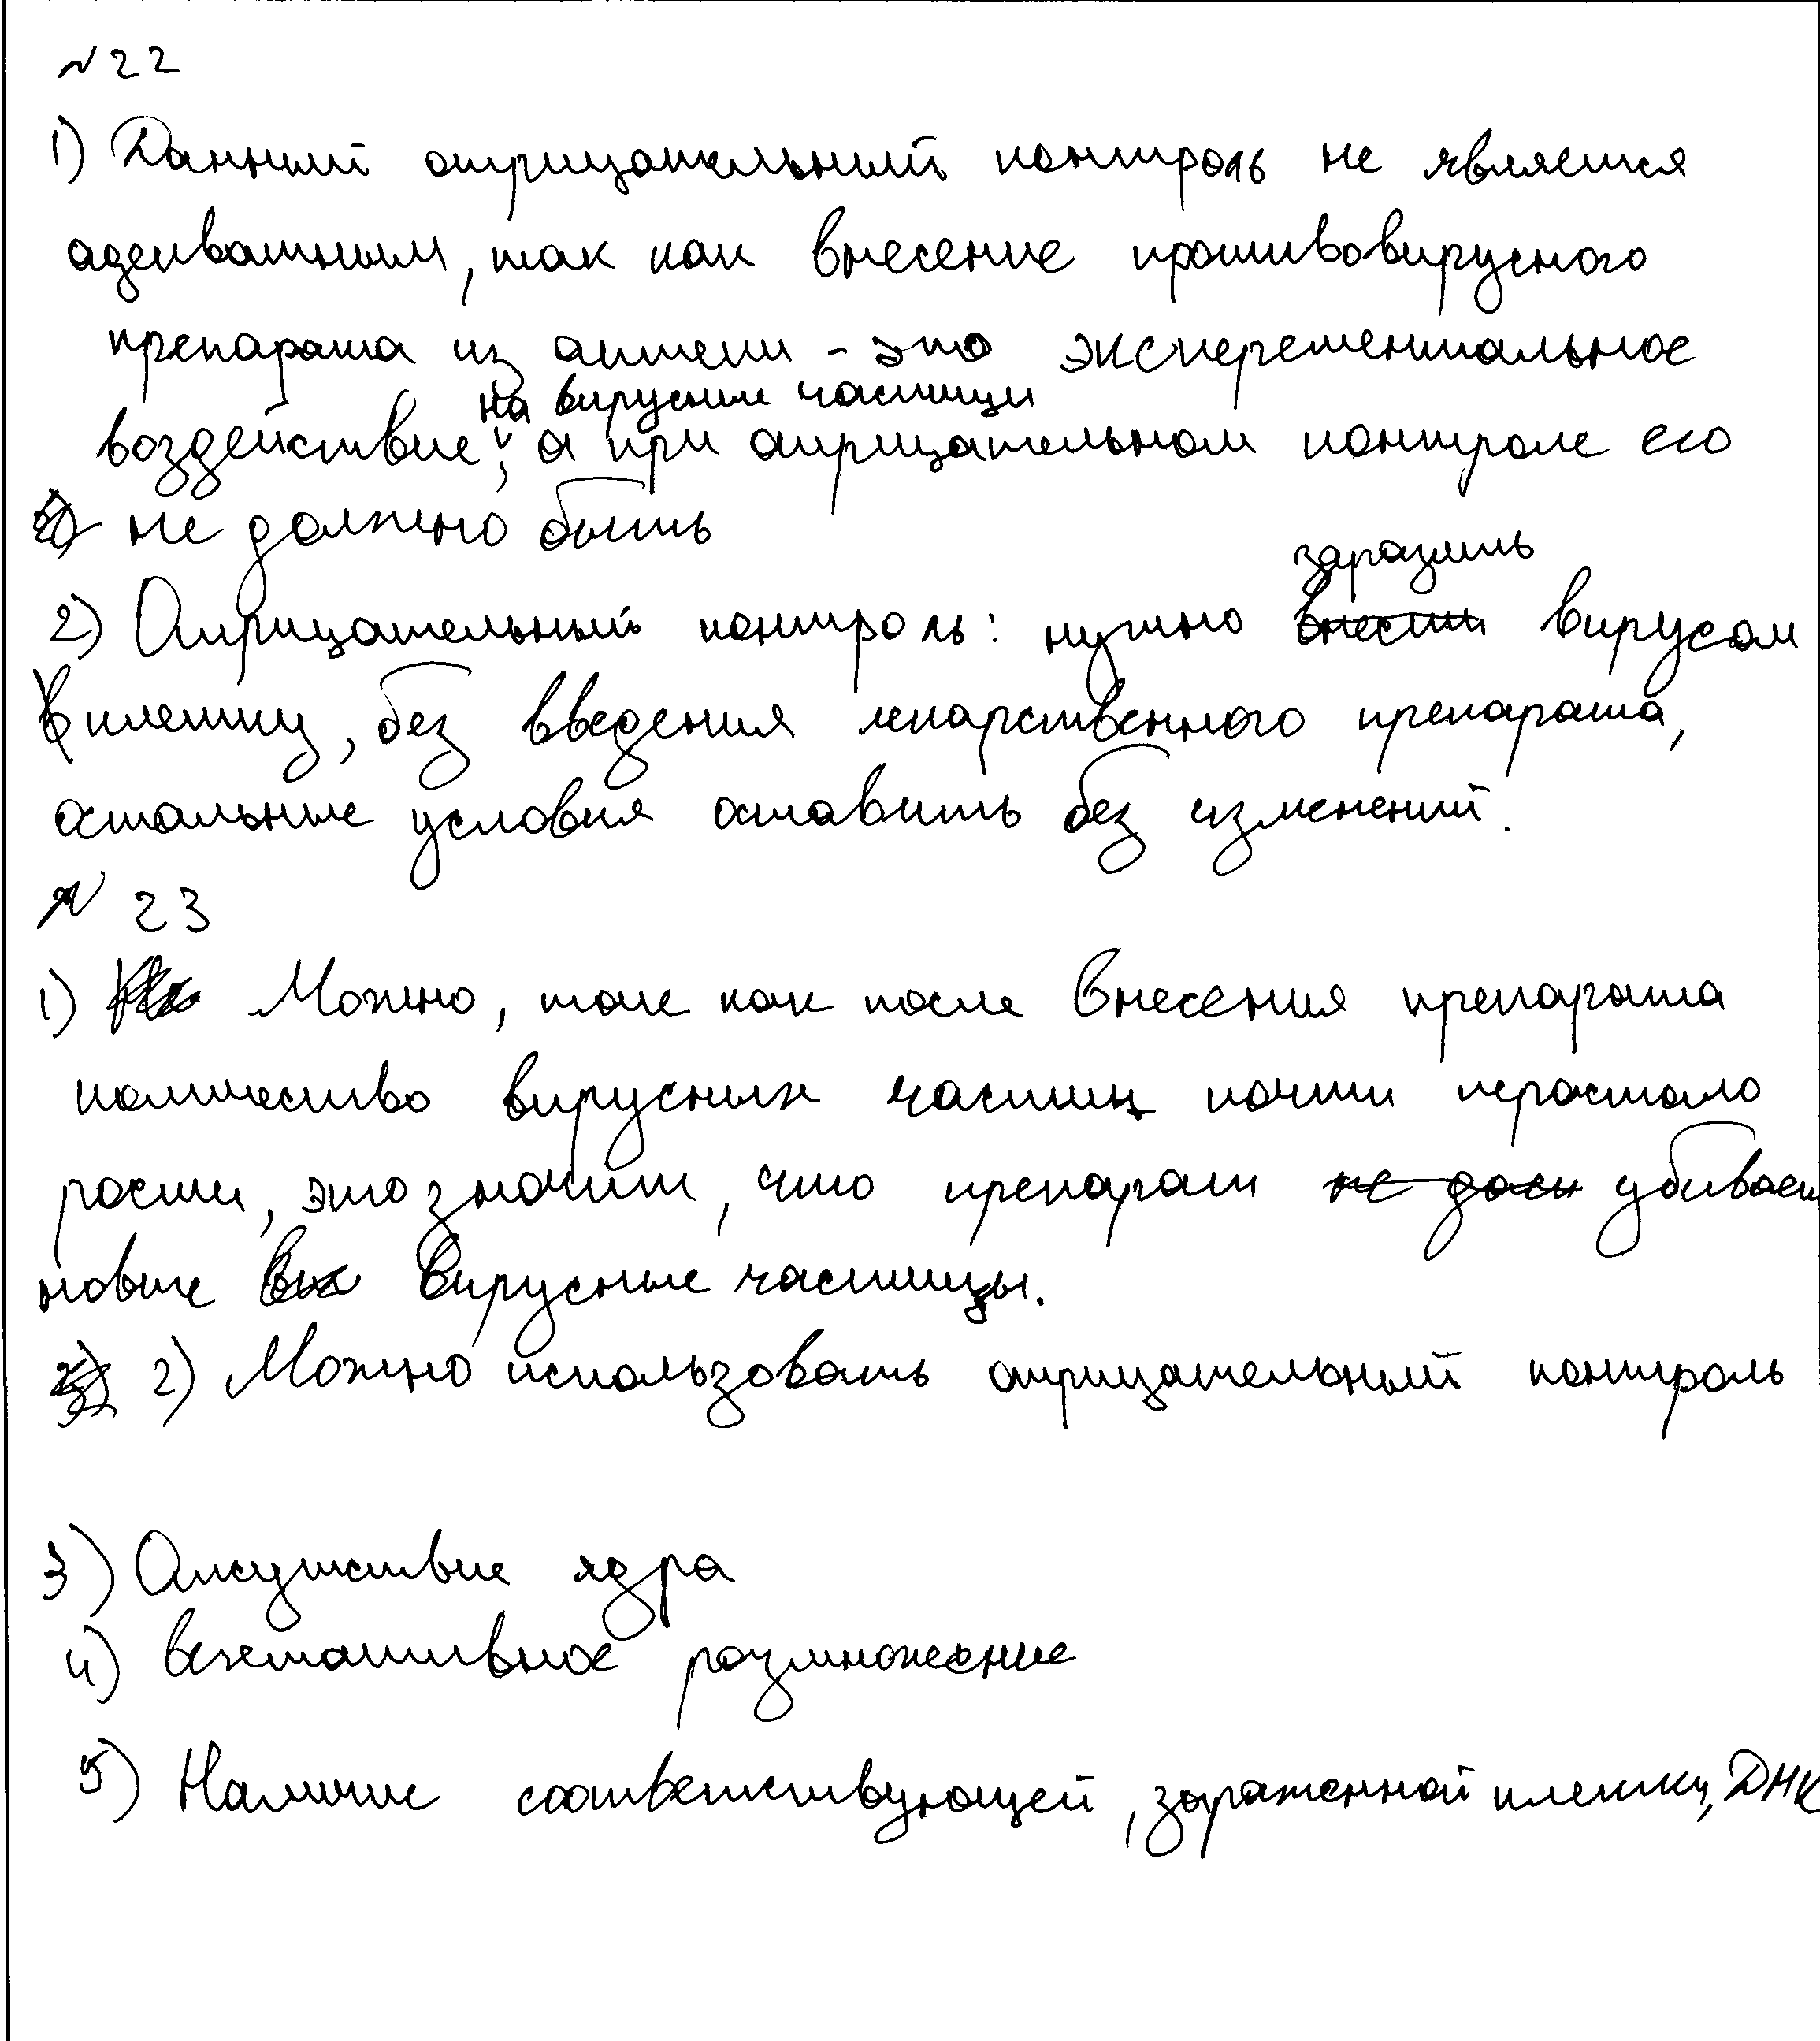 №22
1) Данный отрицательный контроль не является
адекватным, так как внесение противовирусного
препарата из аптеки - это эксперементальное
на вирусные частицы
воздействие, а при отрицательном контроле его
не должно быть
заразить
2) Отрицательный контроль: нужно внести вирусом
клетку, без введения лекарственного препарата,
остальные условия оставить без изменений.
№ 23
1) Можно, так как после внесения препарата
количество вирусных частиц почти перестало
расти, это значит, что препарат не убивает
новые вирусные частицы.
2) Можно использовать отрицательный контроль
3) Отсутствие ядра
4) вегетативное размножение
5) Наличие соответствующей, зараженной клетки, ДНК